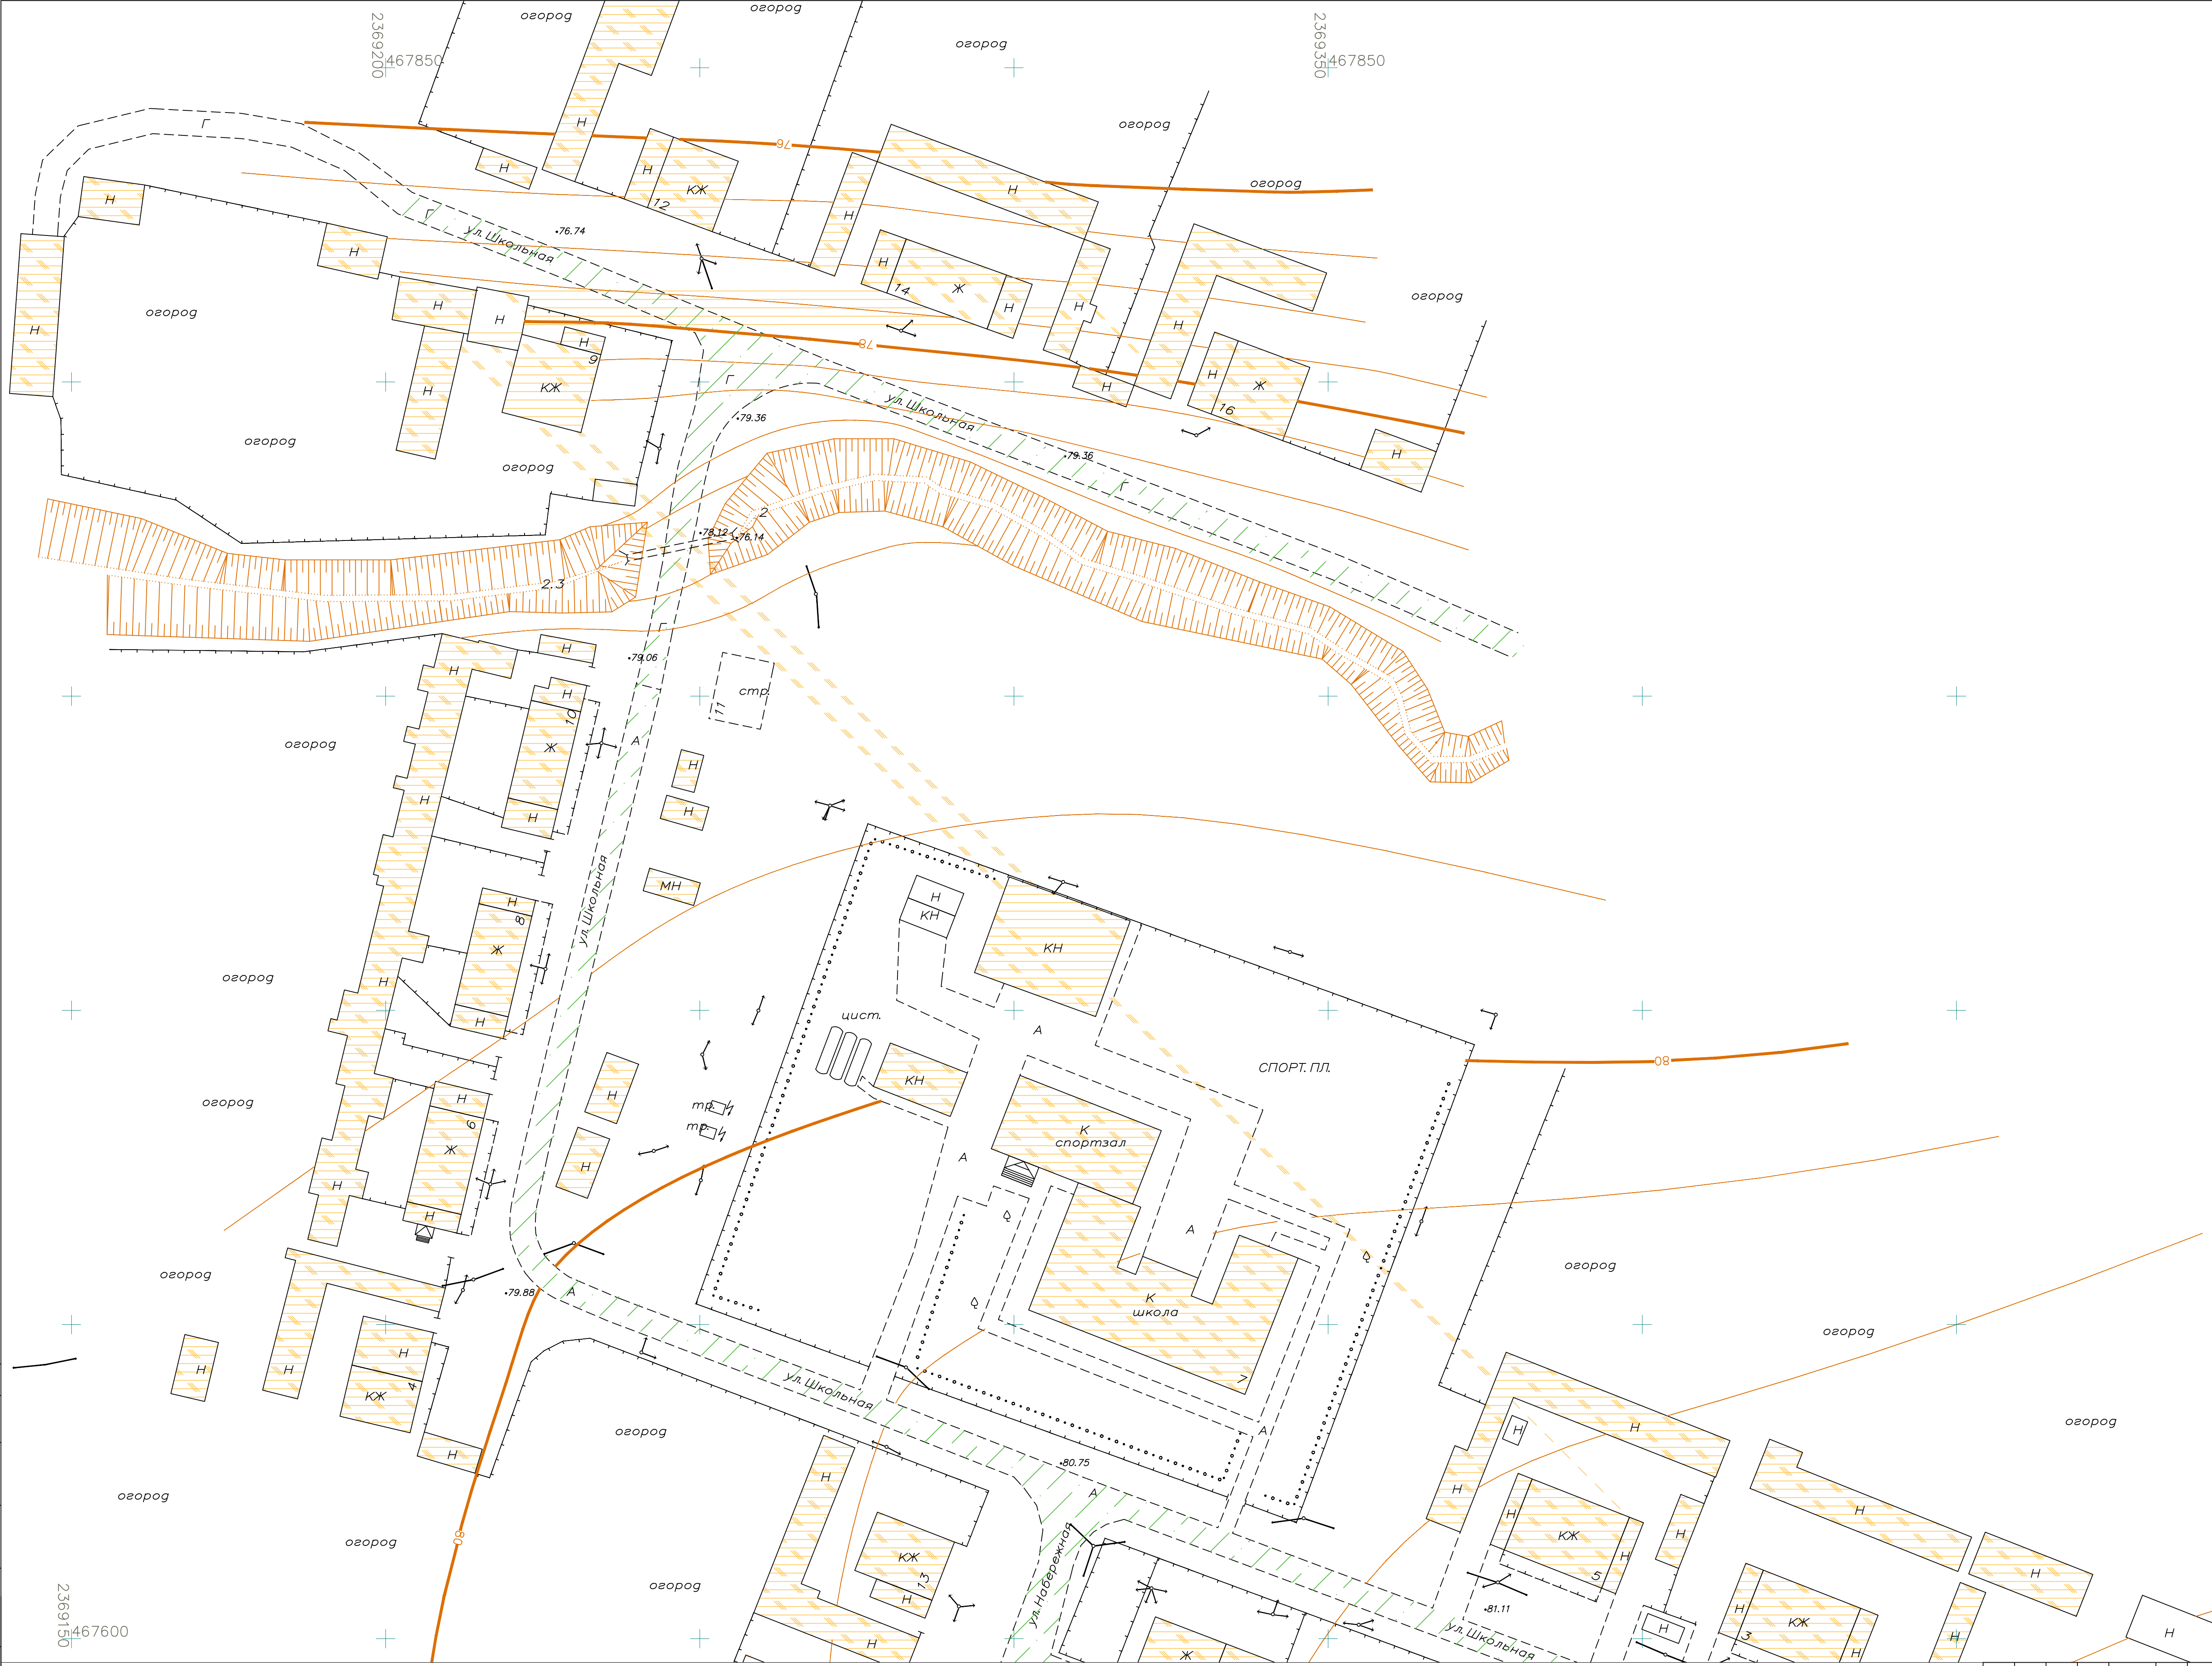 огород
огород
огород
2369200
467850
2369350
467850
огород
Г
76
огород
Н
Н
Н
КЖ
12
Н
Н
Н
Г
ул. Школьная
76.74
Н
Н
Н
14
Ж
Н
Н
огород
огород
Н
Н
Н
Н
9
КЖ
78
Н
Н
Н
Г
Н
Н
Ж
16
ул. Школьная
79.36
огород
огород
79.36
Н
Г
2
78.12
76.14
2.3
Г
79.06
Н
Н
Н
10
стр.
11
огород
Ж
А
Н
Н
Н
Н
МН
ул. Школьная
Н
8
Ж
Н
КН
КН
огород
Н
Н
цист.
А
КН
Г
СПОРТ. ПЛ.
80
огород
Н
6
Ж
Н
тр.
тр.
К
спортзал
А
Н
Н
Н
А
огород
огород
79.88
А
К
школа
7
огород
Н
Н
Н
4
КЖ
ул. Школьная
огород
А
Н
Н
огород
Н
Н
80.75
огород
Н
А
Н
Н
огород
80
КЖ
13
Н
огород
ул. Набережная
Н
КЖ
Н
5
Н
Н
81.11
2369150
467600
Н
Ж
ул. Школьная
Н
Н
3
КЖ
Н
Н
Н